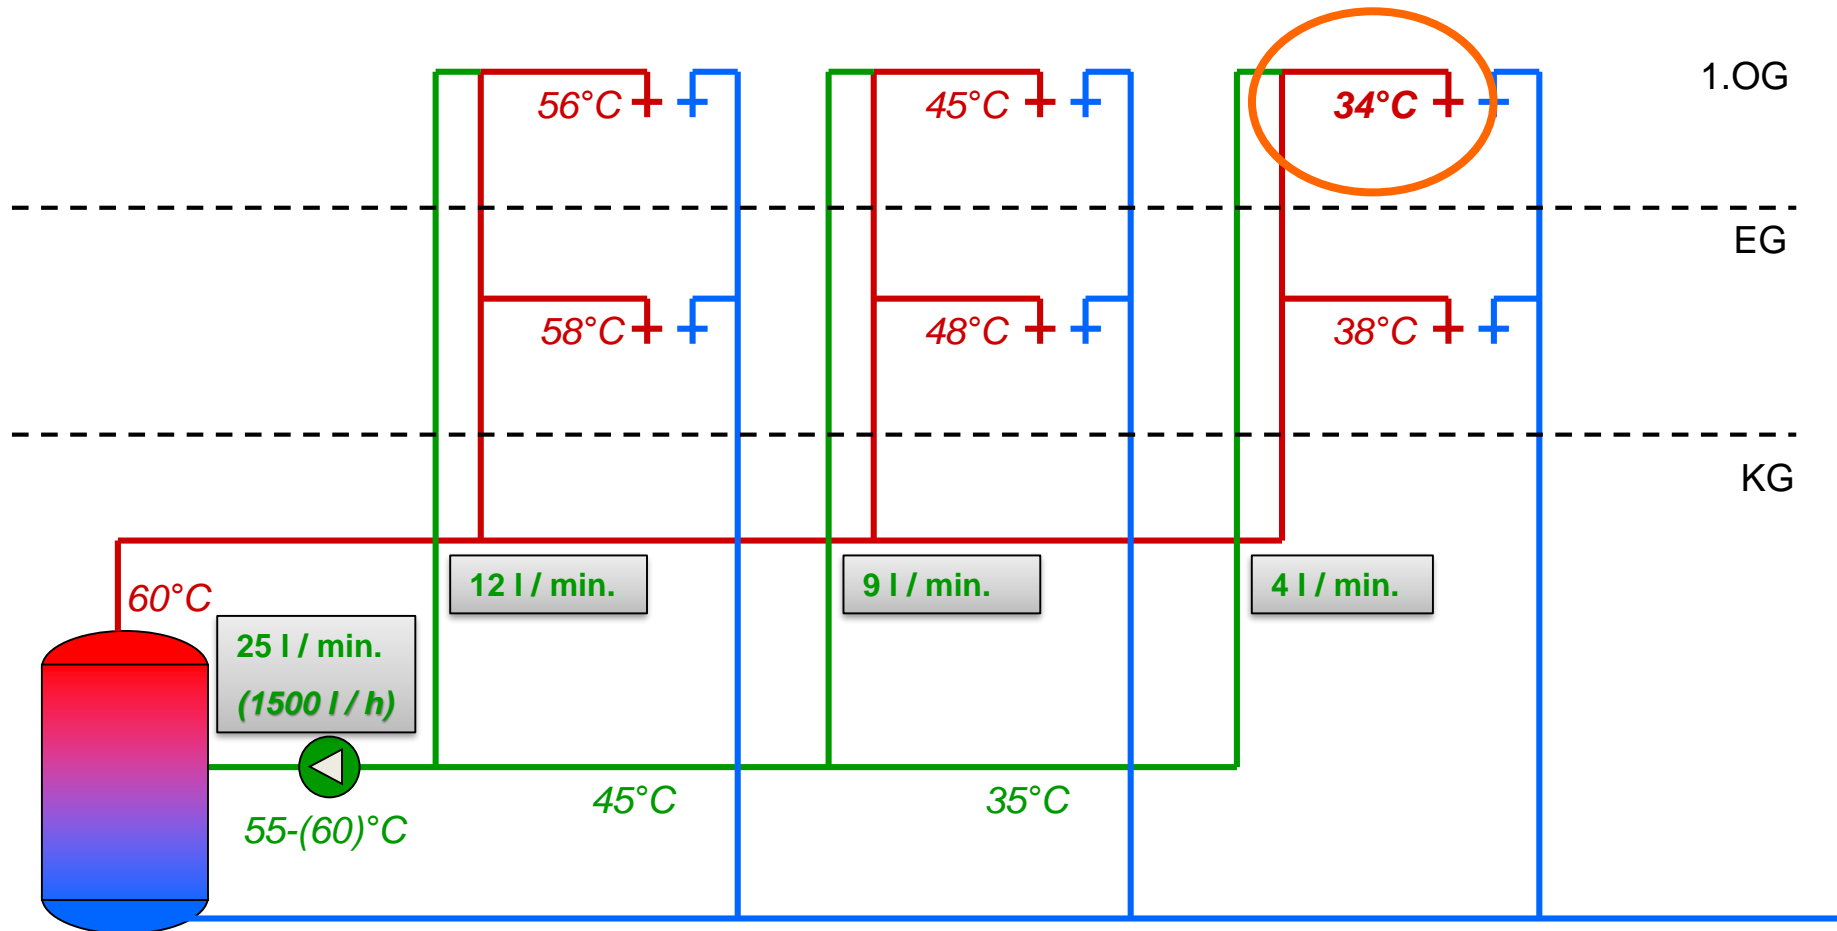 56°C
45°C
34°C
1.OG
EG
58°C
48°C
38°C
KG
60°C
12 l / min.
9 l / min.
4 l / min.
25 l / min.
(1500 l / h)
45°C
35°C
55-(60)°C